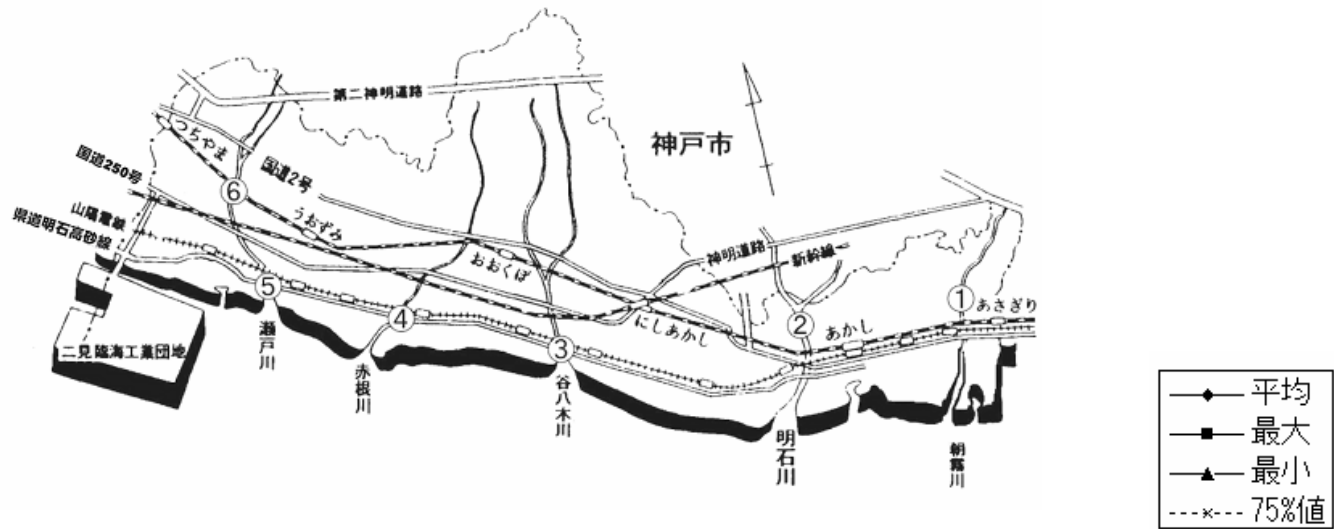 第二神明道路
神戸市
つちやま
国道250号
国道2号
⑥
山陽電鉄
うおずみ
県道明石高砂線
おおくぼ
神明道路
新幹線
①
あさぎり
⑤
④
にしあかし
②
あかし
③
二見臨海工業団地
瀬戸川
赤根川
谷八木川
明石川
朝霧川
平均
最大
最小
75%値